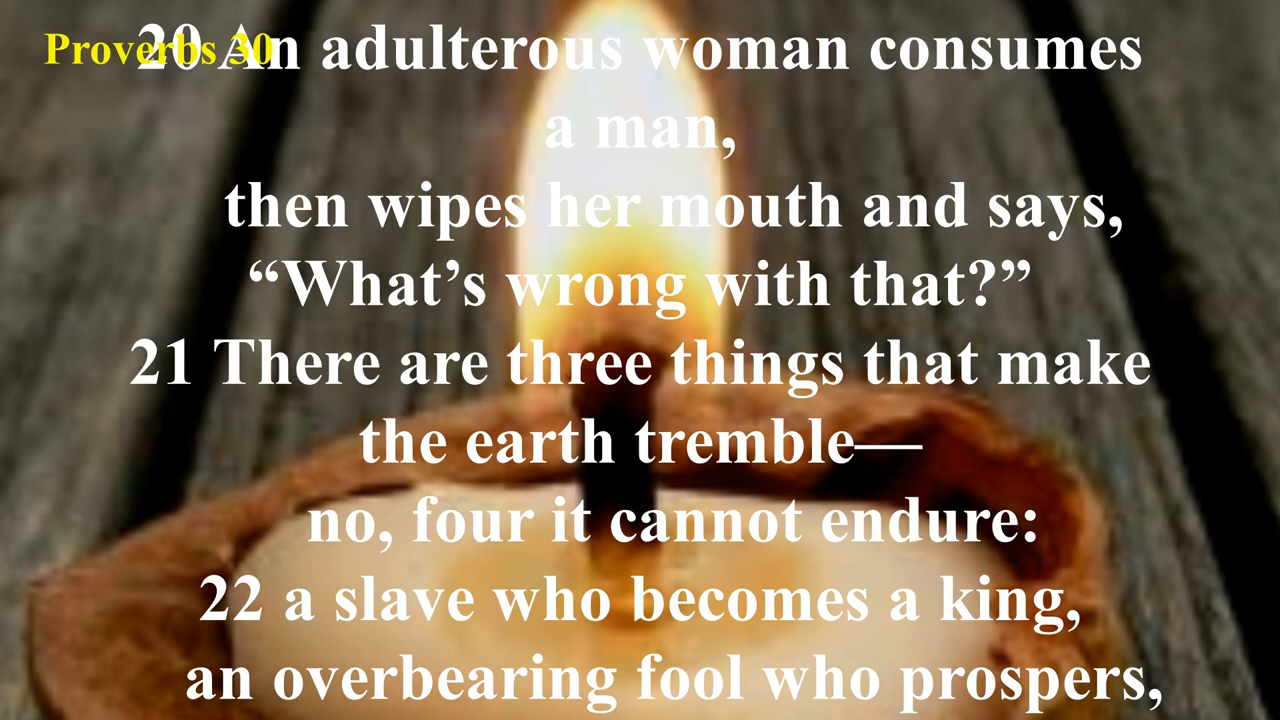 Proverbs 30
20 An adulterous woman consumes
a man,
then wipes her mouth and says,
“What’s wrong with that?”
21 There are three things that make
the earth tremble—
no, four it cannot endure:
22 a slave who becomes a king,
an overbearing fool who prospers,